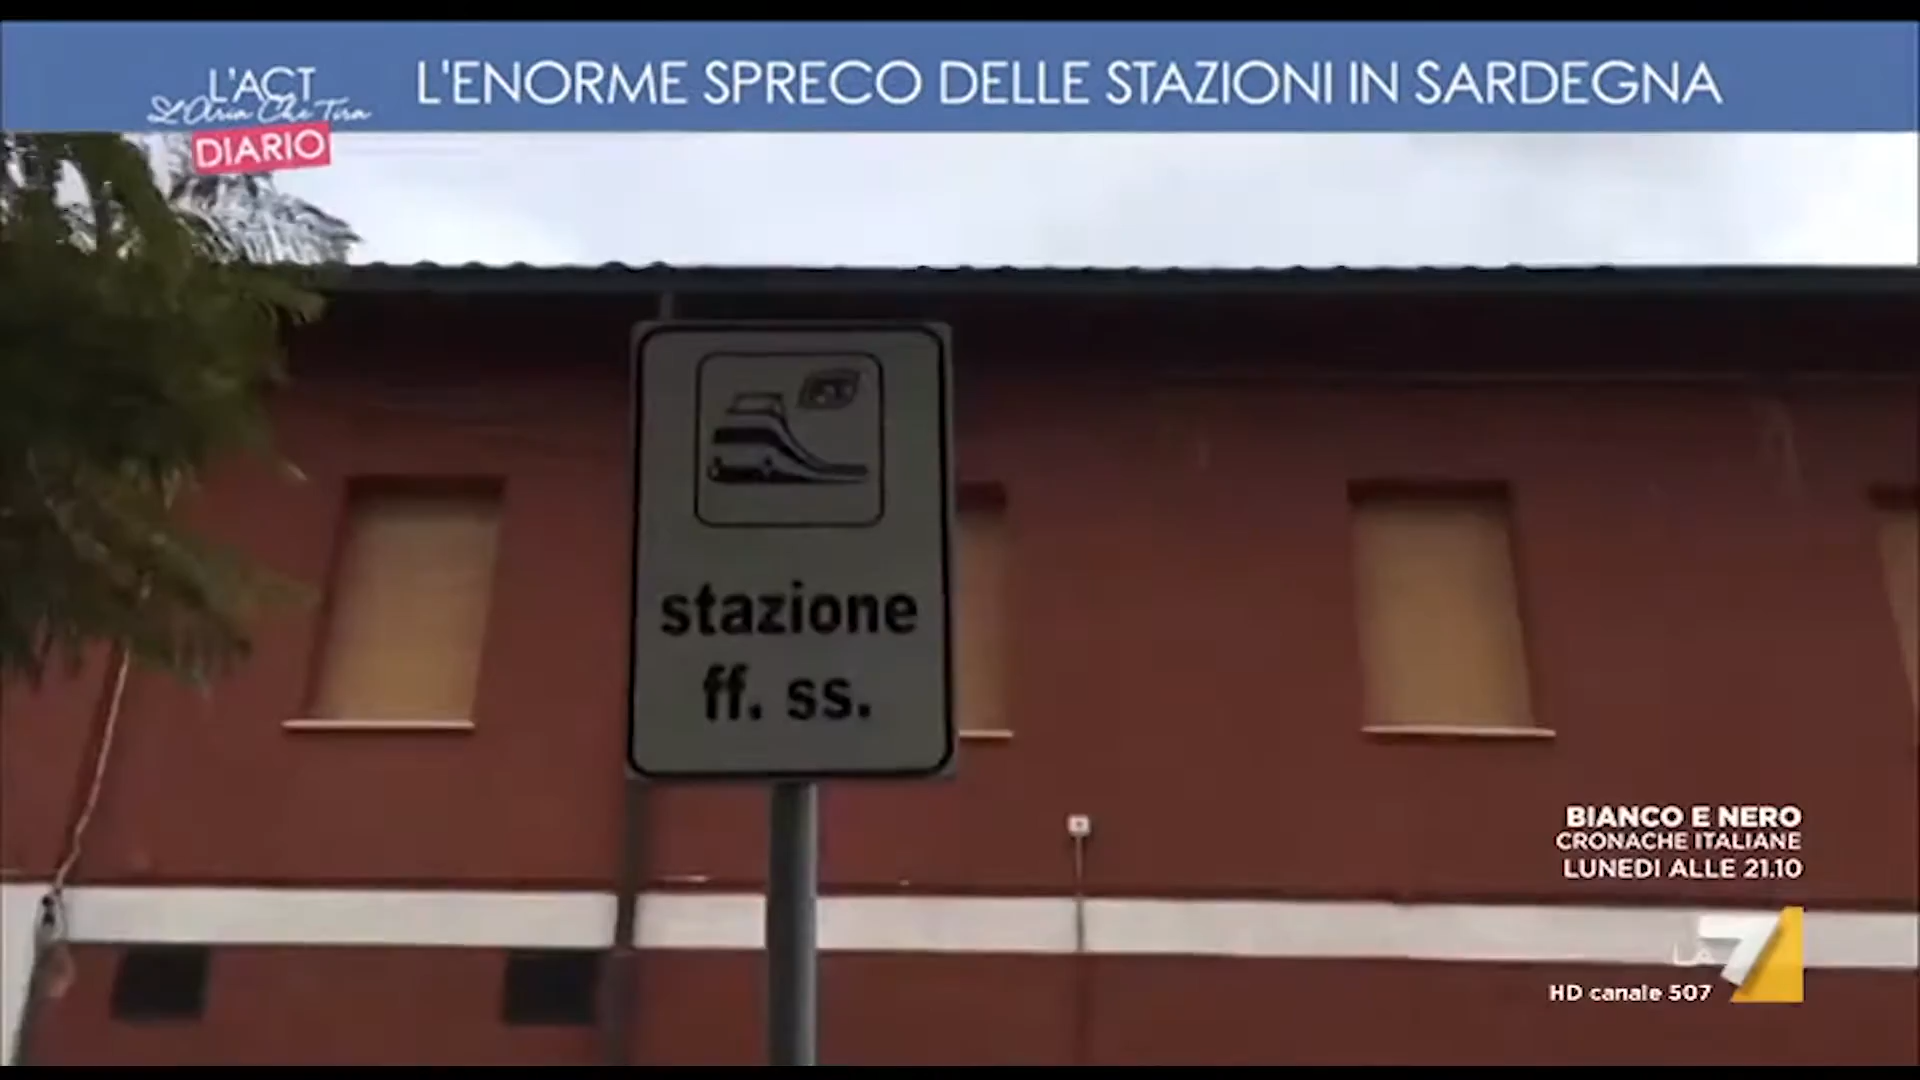 L'ACT
L'Aria Che Tira
DIARIO
L'ENORME SPRECO DELLE STAZIONI IN SARDEGNA
FS
stazione
ff. ss.
BIANCO E NERO
CRONACHE ITALIANE
LUNEDI ALLE 21.10
LA7
HD canale 507